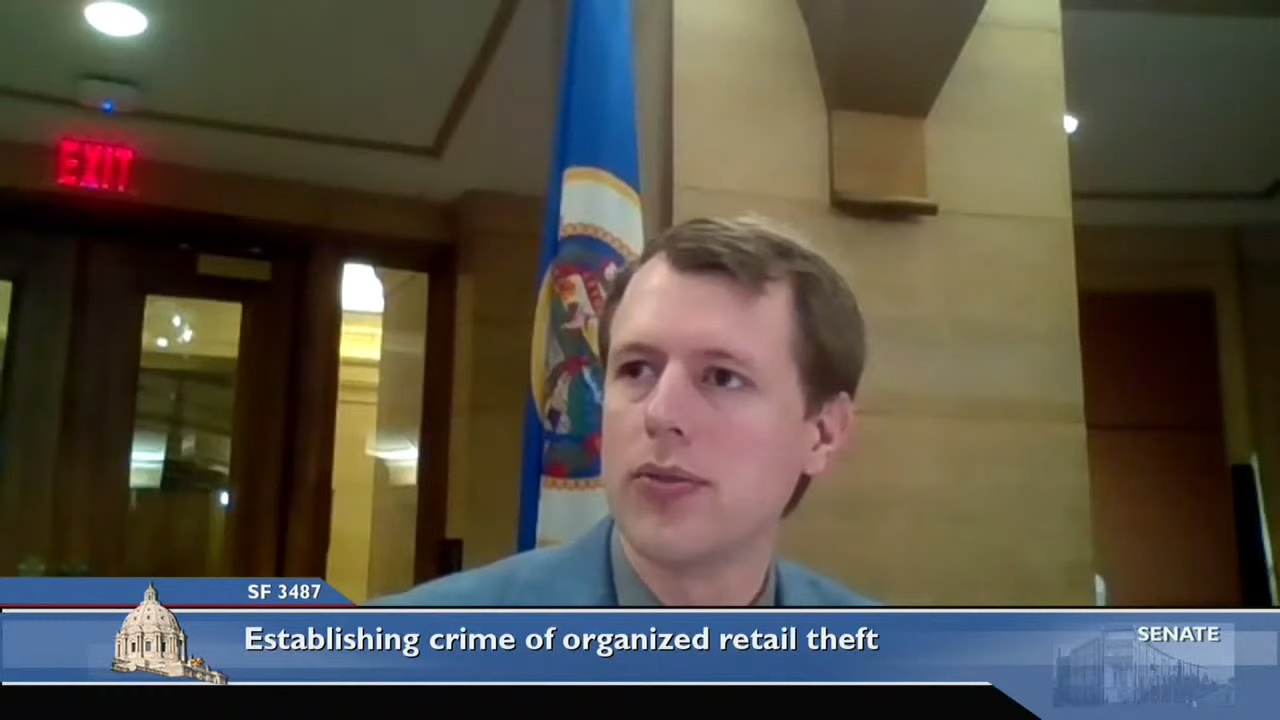 EXIT
SF 3487
Establishing crime of organized retail theft
SENATE